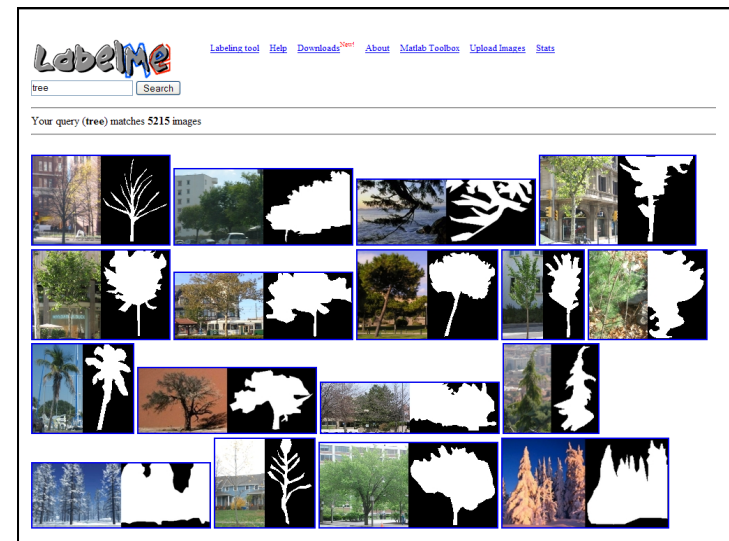 LabelMe
Labeling tool Help Downloads New! About Matlab Toolbox Upload Images Stats
tree Search
Your query (tree) matches 5215 images